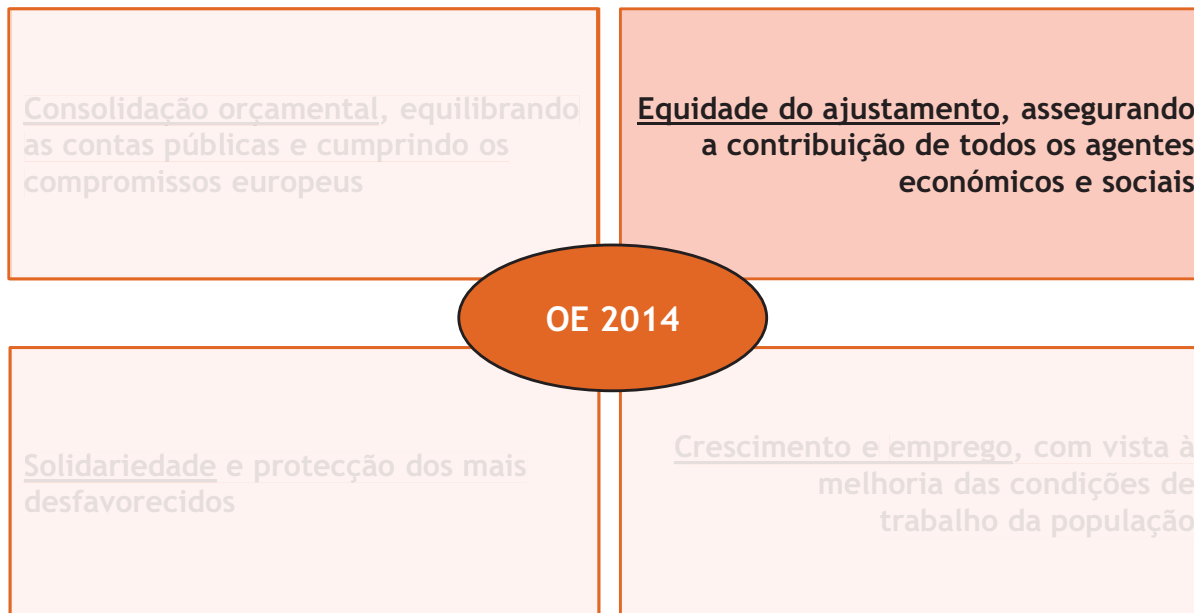 Consolidação orçamental, equilibrando
as contas públicas e cumprindo os
compromissos europeus
Equidade do ajustamento, assegurando
a contribuição de todos os agentes
económicos e sociais
OE 2014
Solidariedade e protecção dos mais
desfavorecidos
Crescimento e emprego, com vista à
melhoria das condições de
trabalho da população